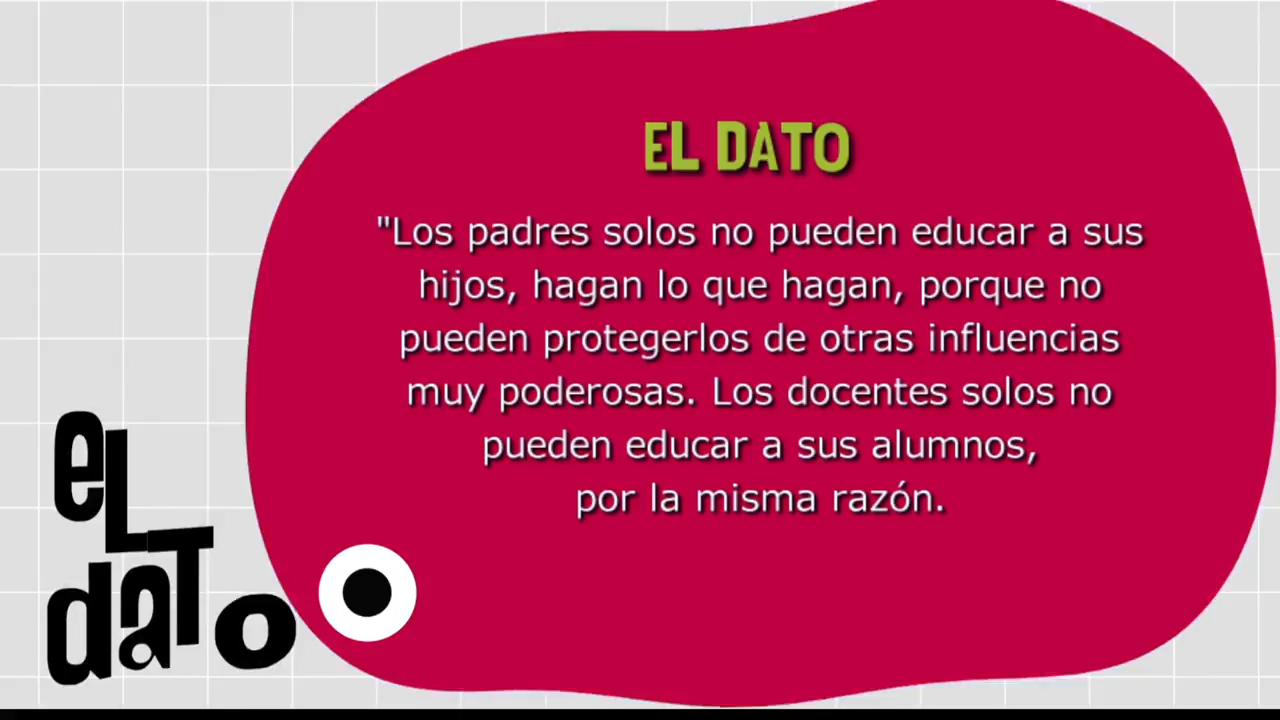 EL DATO
"Los padres solos no pueden educar a sus
hijos, hagan lo que hagan, porque no
pueden protegerlos de otras influencias
muy poderosas. Los docentes solos no
pueden educar a sus alumnos,
por la misma razón.
eL
daTo